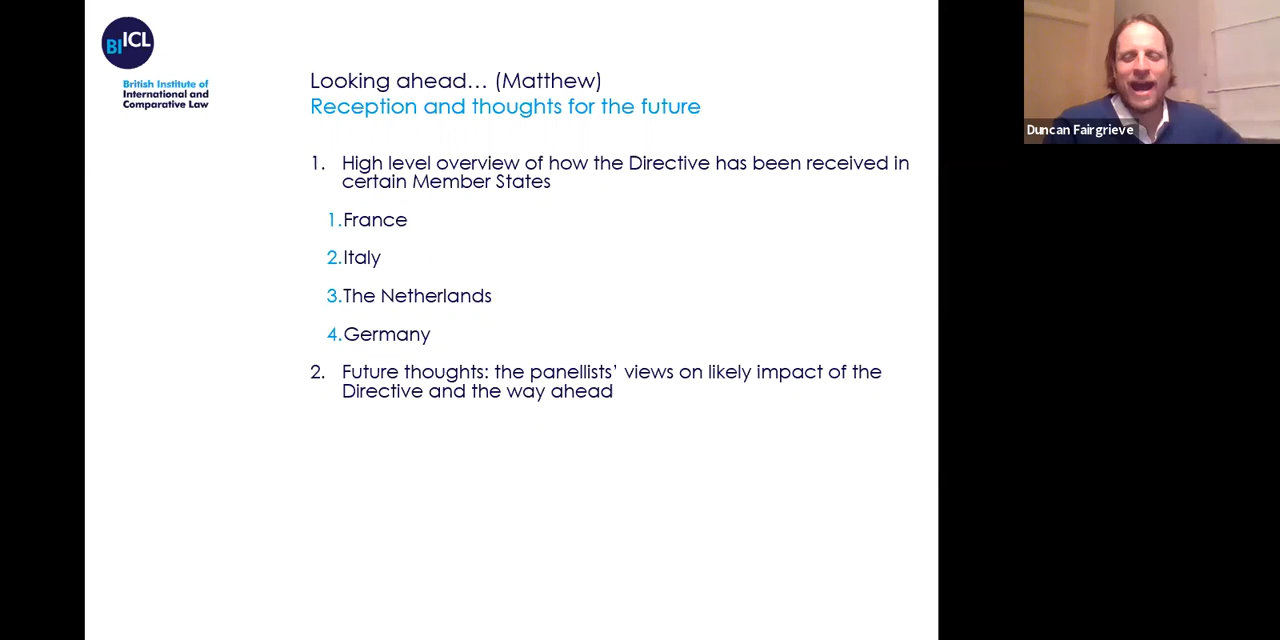 BIICL
British Institute of
International and
Comparative Law
Looking ahead… (Matthew)
Reception and thoughts for the future
1. High level overview of how the Directive has been received in
certain Member States
1.France
2.Italy
3.The Netherlands
4.Germany
2. Future thoughts: the panellists' views on likely impact of the
Directive and the way ahead
Duncan Fairgrieve